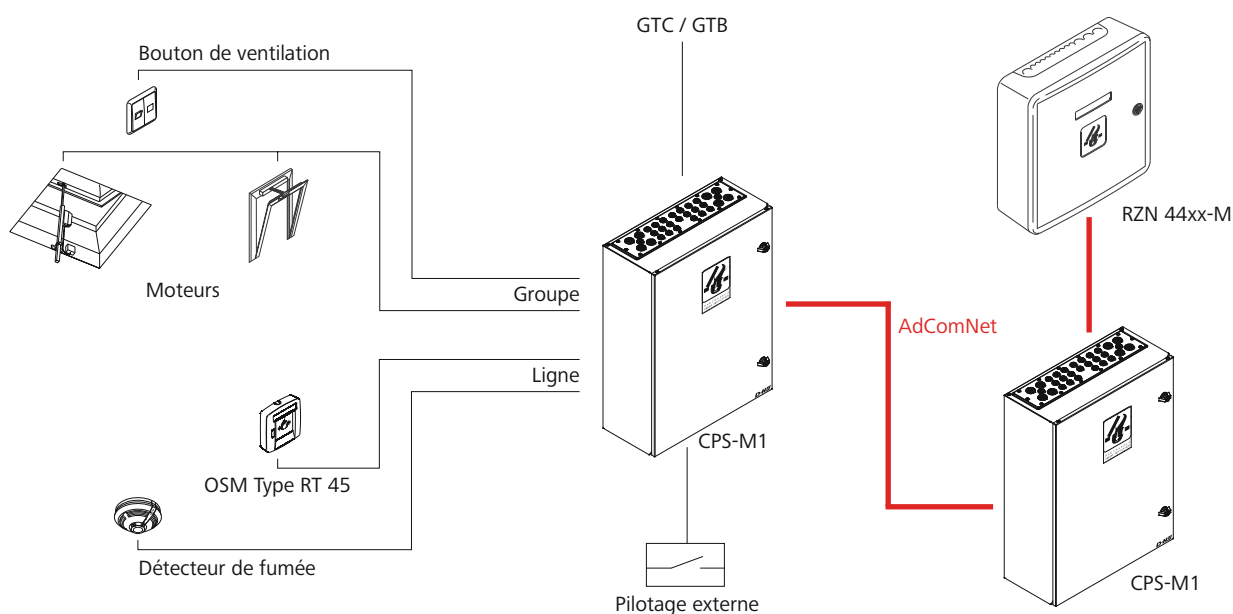 Bouton de ventilation
GTC / GTB
RZN 44xx-M
Moteurs
Groupe
AdComNet
Ligne
CPS-M1
OSM Type RT 45
Détecteur de fumée
CPS-M1
Pilotage externe